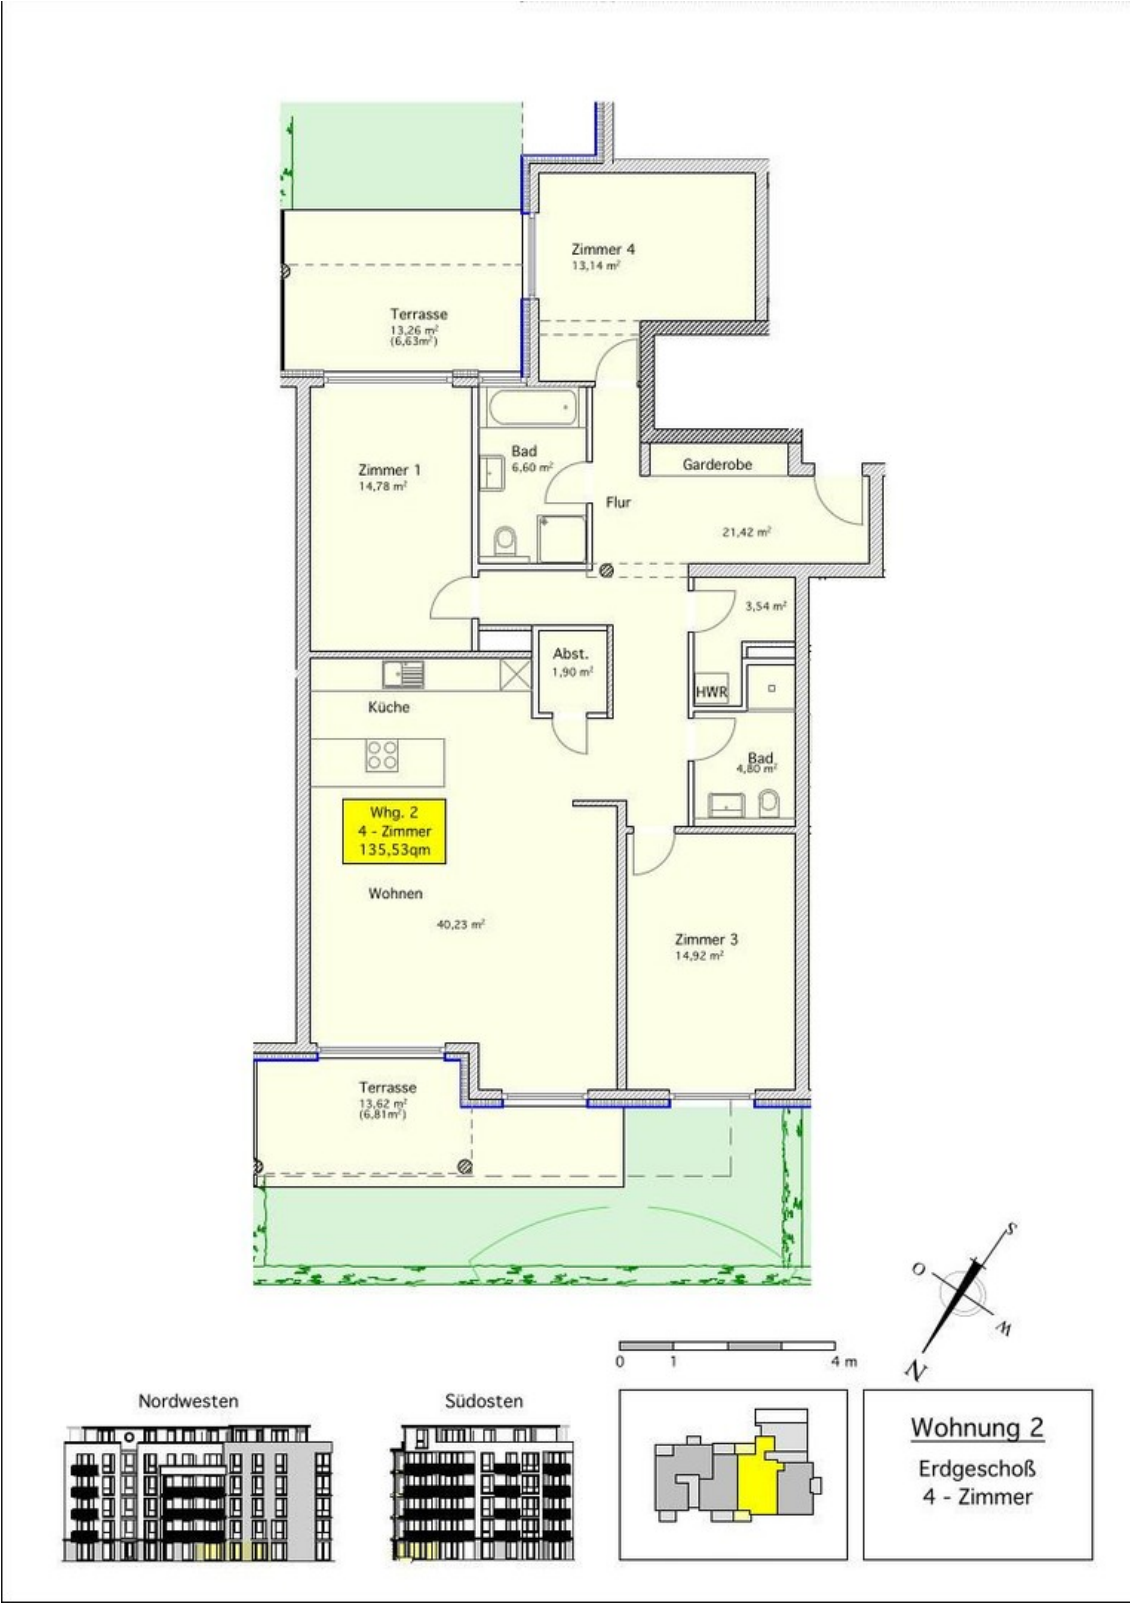 Zimmer 4
13,14 m²
Terrasse
13,26 m²
(6,63m²)
Zimmer 1
14,78 m²
Bad
6,60 m²
Garderobe
Flur
21,42 m²
3,54 m²
Abst.
1,90 m²
HWR
Küche
Bad
4,80 m²
Whg. 2
4 - Zimmer
135,53qm
Wohnen
40,23 m²
Zimmer 3
14,92 m²
Terrasse
13,62 m²
(6,81m²)
S
O
W
N
0 1 4 m
Nordwesten
Südosten
Wohnung 2
Erdgeschoß
4 - Zimmer